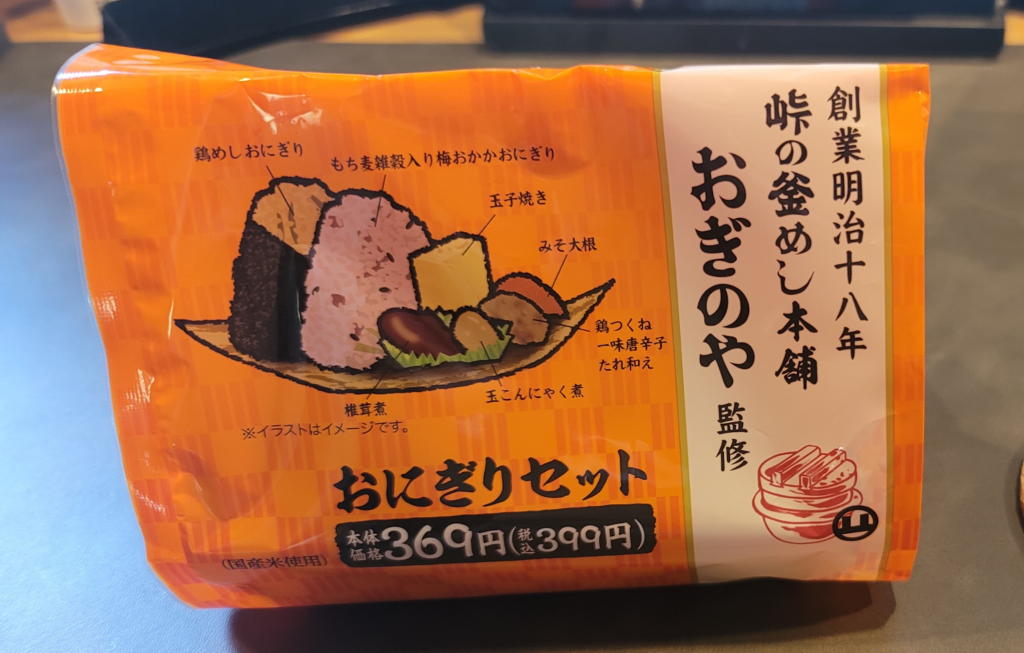 創業明治十八年
峠の釜めし本舗
おぎのや監修
鶏めしおにぎり
もち麦雑穀入り梅おかかおにぎり
玉子焼き
みそ大根
鶏つくね
一味唐辛子
たれ和え
玉こんにゃく煮
椎茸煮
※イラストはイメージです。
おにぎりセット
本体価格369円(税込399円)
(国産米使用)